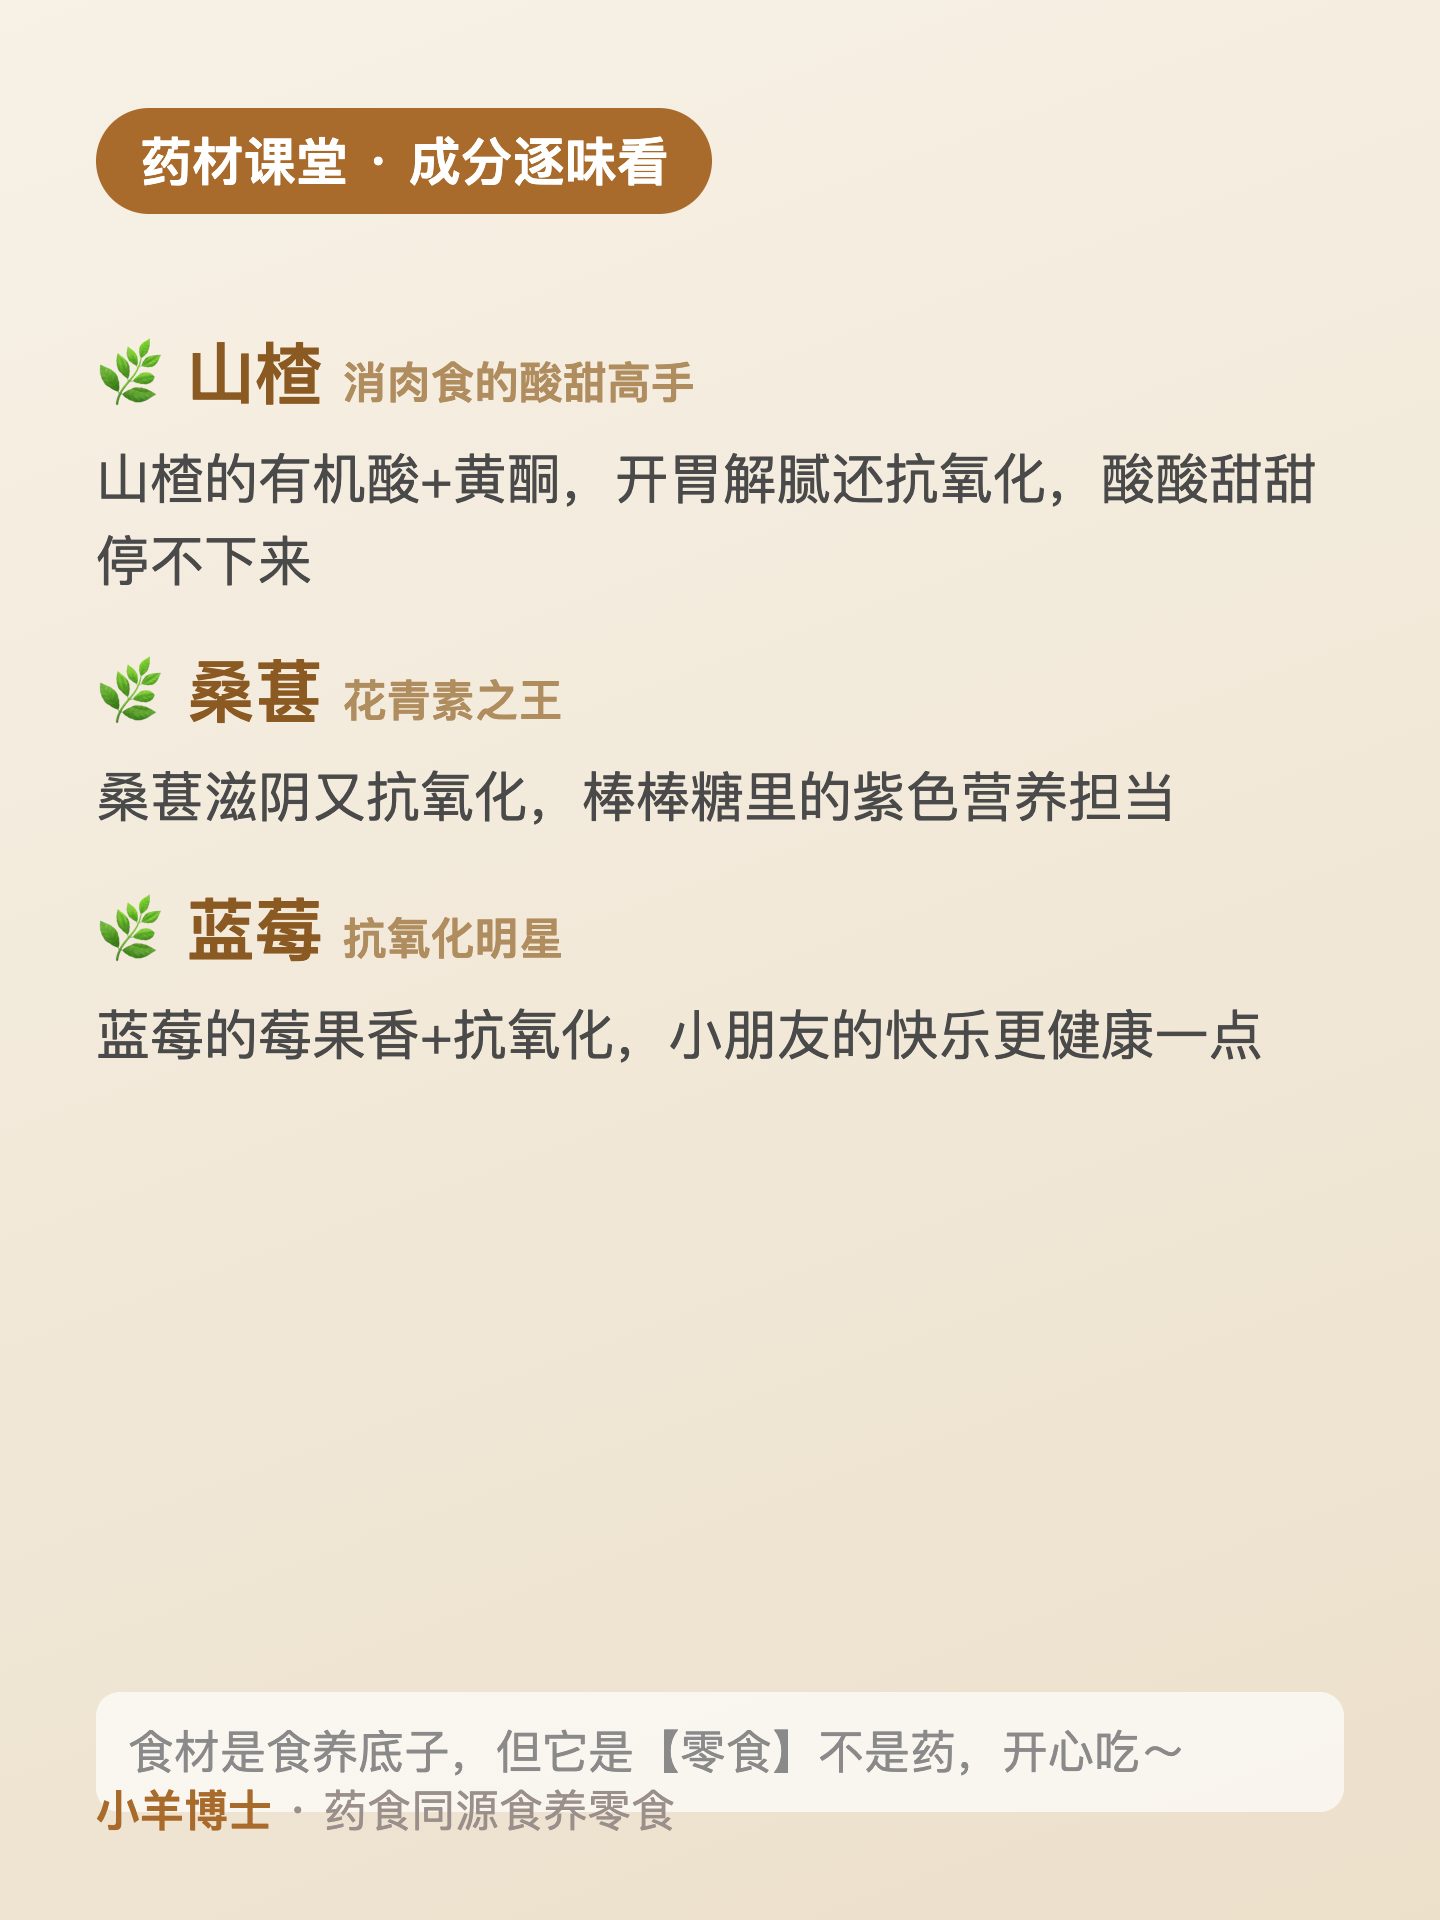 药材课堂 · 成分逐味看
山楂 消肉食的酸甜高手
山楂的有机酸+黄酮，开胃解腻还抗氧化，酸酸甜甜
停不下来
桑葚 花青素之王
桑葚滋阴又抗氧化，棒棒糖里的紫色营养担当
蓝莓 抗氧化明星
蓝莓的莓果香+抗氧化，小朋友的快乐更健康一点
食材是食养底子，但它是【零食】不是药，开心吃～
小羊博士 · 药食同源食养零食